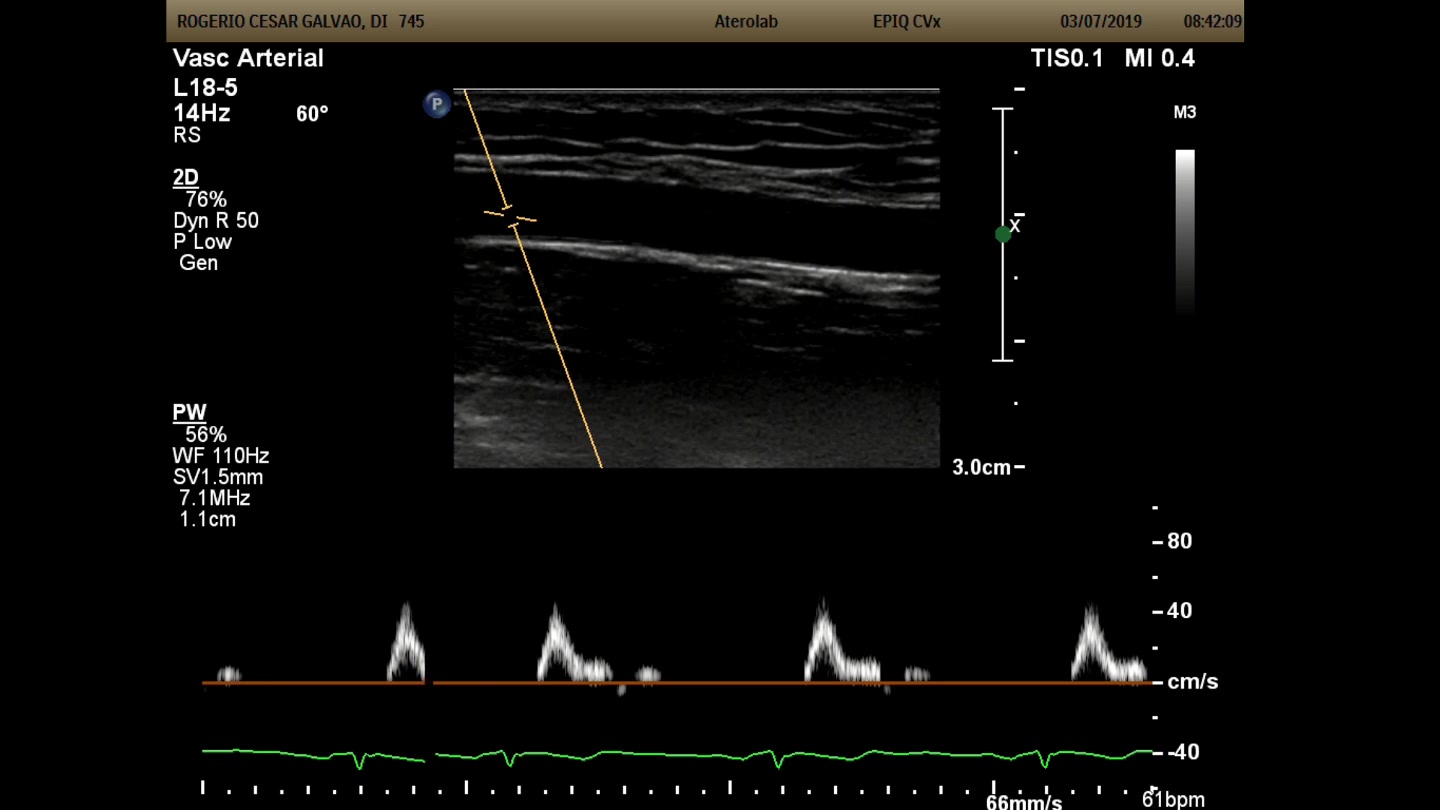 ROGERIO CESAR GALVAO, DI 745 Aterolab EPIQ CVx 03/07/2019 08:42:09
Vasc Arterial TIS0.1 MI 0.4
L18-5
14Hz 60°
RS
P
M3
2D
76%
Dyn R 50
P Low
Gen
X
PW
56%
WF 110Hz
SV1.5mm
7.1MHz
1.1cm
3.0cm
80
40
cm/s
-40
66mm/s 61bpm